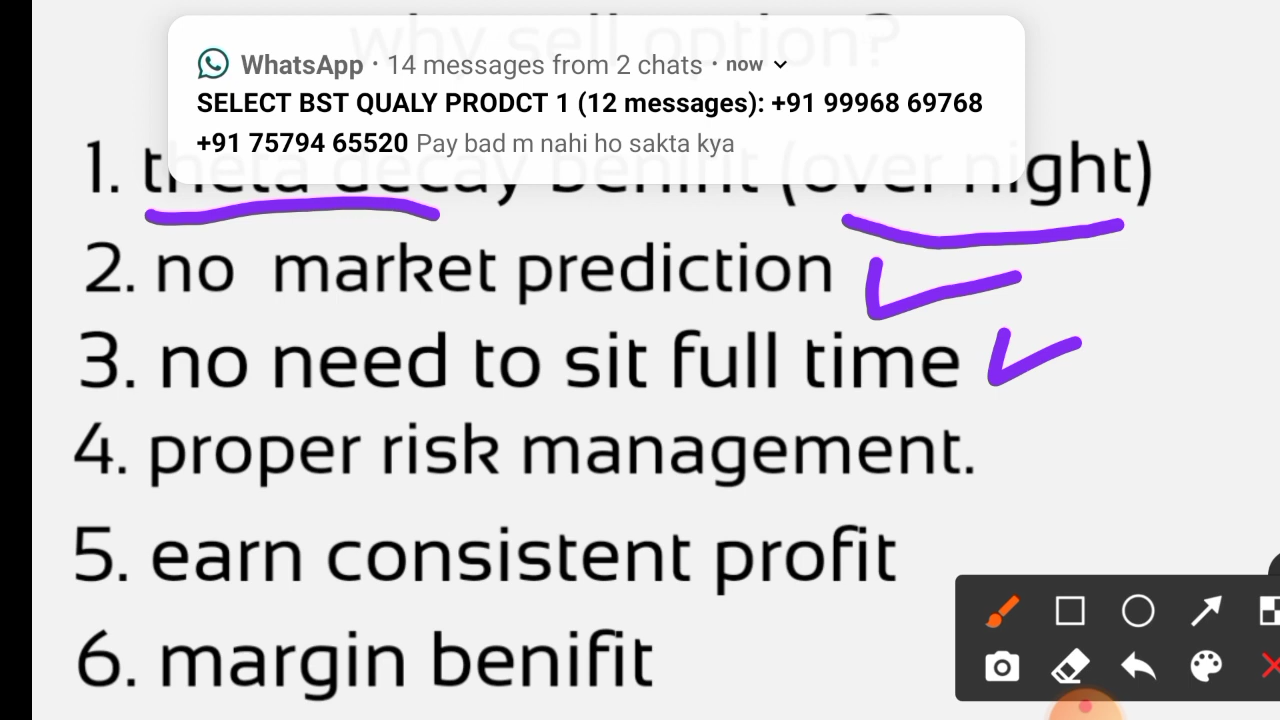 why sell option?
WhatsApp · 14 messages from 2 chats · now
SELECT BST QUALY PRODCT 1 (12 messages): +91 99968 69768
+91 75794 65520 Pay bad m nahi ho sakta kya
1. theta decay benifit (over night)
2. no market prediction
3. no need to sit full time
4. proper risk management.
5. earn consistent profit
6. margin benifit